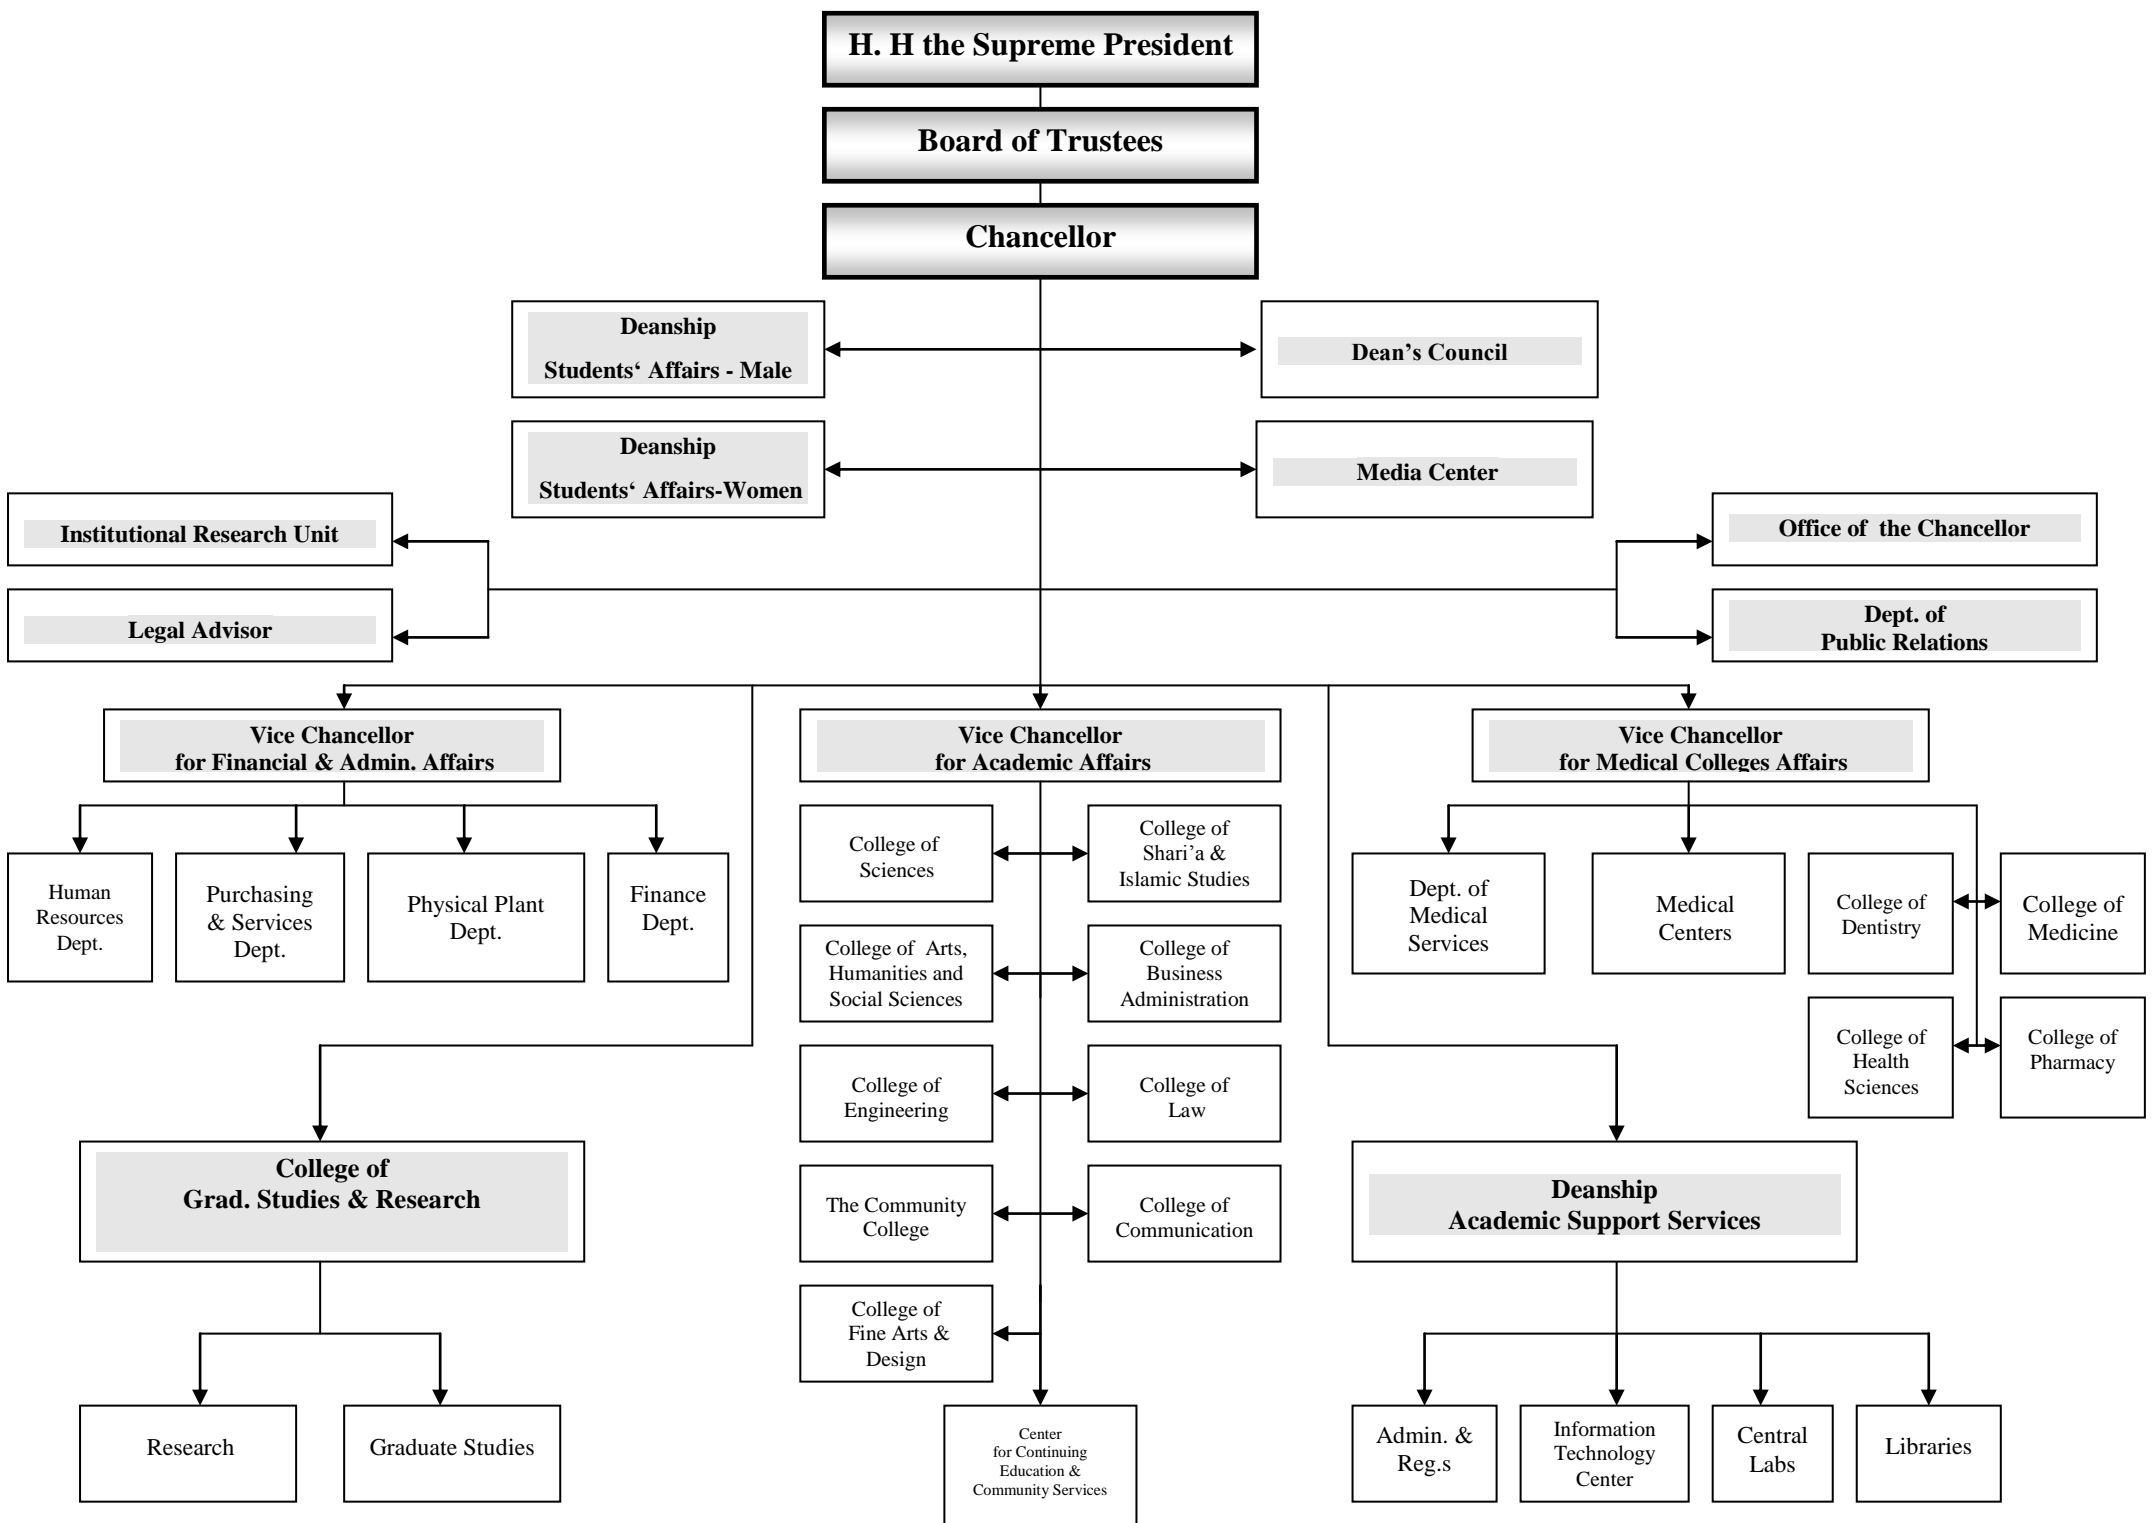 H. H the Supreme President
Board of Trustees
Chancellor
Deanship
Students‘ Affairs - Male
Dean’s Council
Deanship
Students‘ Affairs-Women
Media Center
Institutional Research Unit
Office of the Chancellor
Legal Advisor
Dept. of
Public Relations
Vice Chancellor
for Financial & Admin. Affairs
Vice Chancellor
for Academic Affairs
Vice Chancellor
for Medical Colleges Affairs
Human
Resources
Dept.
Purchasing
& Services
Dept.
Physical Plant
Dept.
Finance
Dept.
College of
Sciences
College of
Shari’a &
Islamic Studies
Dept. of
Medical
Services
Medical
Centers
College of
Dentistry
College of
Medicine
College of Arts,
Humanities and
Social Sciences
College of
Business
Administration
College of
Health
Sciences
College of
Pharmacy
College of
Engineering
College of
Law
College of
Grad. Studies & Research
The Community
College
College of
Communication
Deanship
Academic Support Services
College of
Fine Arts &
Design
Research
Graduate Studies
Center
for Continuing
Education &
Community Services
Admin. &
Reg.s
Information
Technology
Center
Central
Labs
Libraries